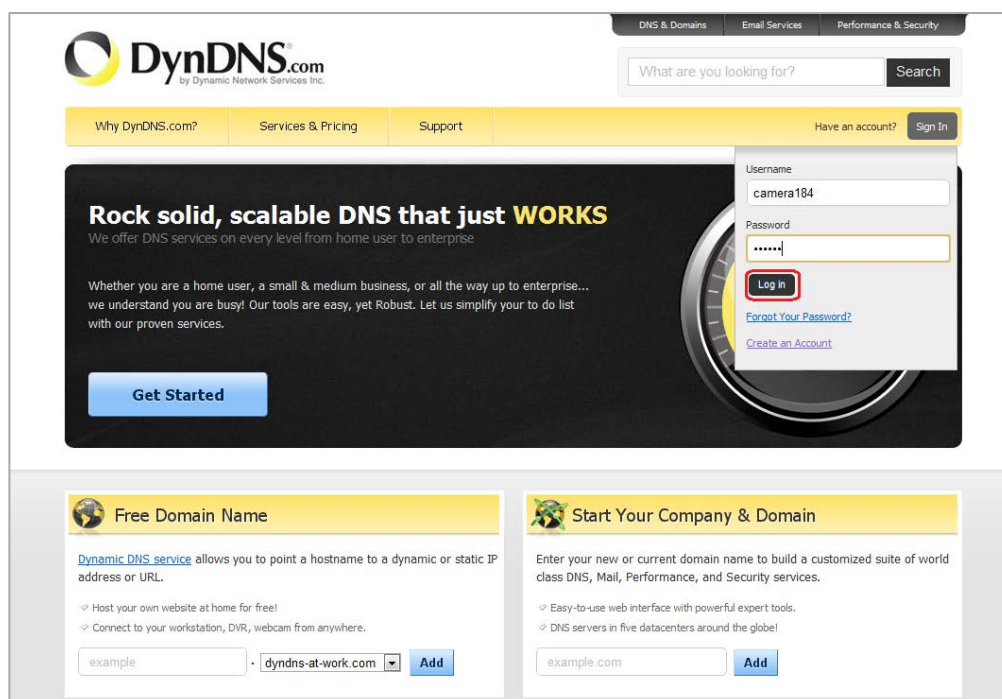 DNS & Domains Email Services Performance & Security
DynDNS.com
by Dynamic Network Services Inc.
What are you looking for? Search
Why DynDNS.com? Services & Pricing Support Have an account? Sign In
Username
camera184
Password
••••••
Log in
Forgot Your Password?
Create an Account
Rock solid, scalable DNS that just WORKS
We offer DNS services on every level from home user to enterprise
Whether you are a home user, a small & medium business, or all the way up to enterprise...
we understand you are busy! Our tools are easy, yet Robust. Let us simplify your to do list
with our proven services.
Get Started
Free Domain Name
Dynamic DNS service allows you to point a hostname to a dynamic or static IP
address or URL.
Host your own website at home for free!
Connect to your workstation, DVR, webcam from anywhere.
example . dyndns-at-work.com Add
Start Your Company & Domain
Enter your new or current domain name to build a customized suite of world
class DNS, Mail, Performance, and Security services.
Easy-to-use web interface with powerful expert tools.
DNS servers in five datacenters around the globe!
example.com Add